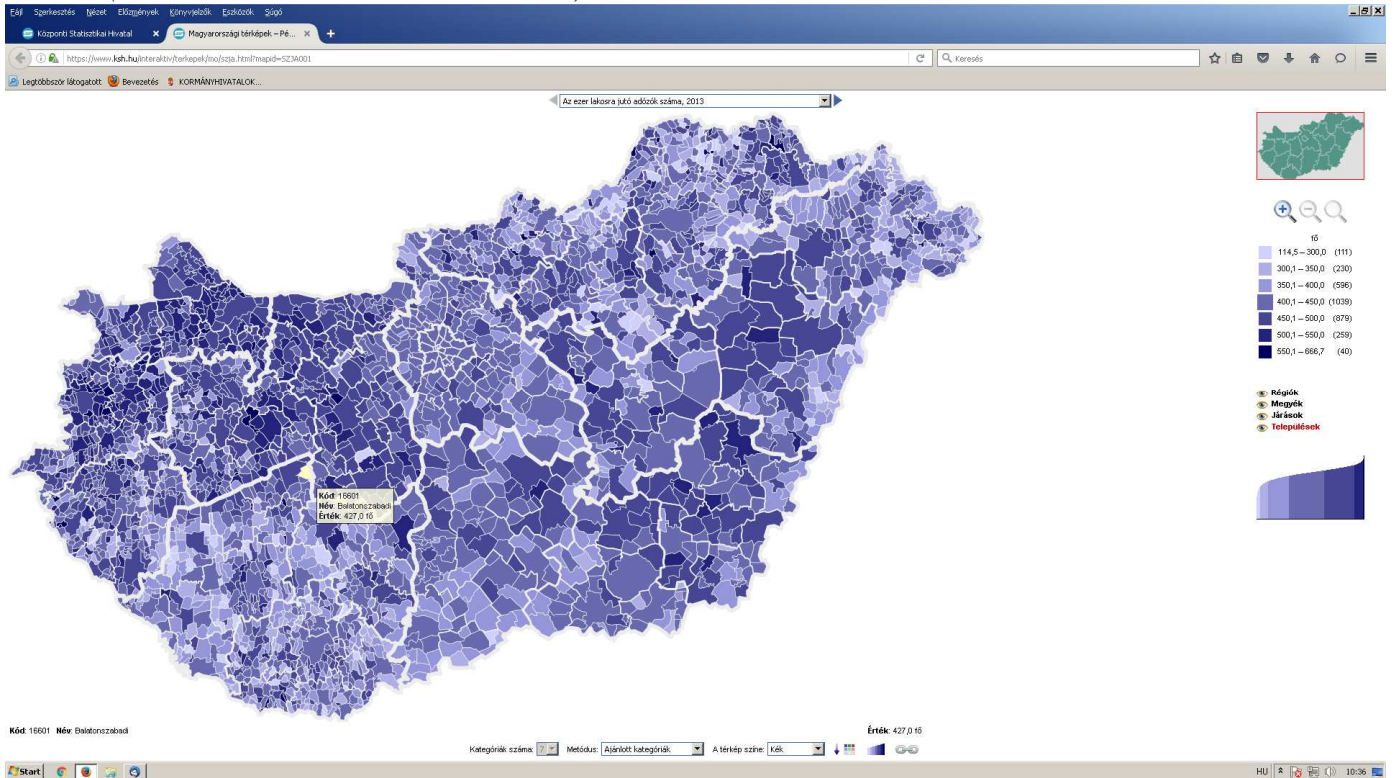 Fájl Szerkesztés Nézet Előzmények Könyvjelzők Eszközök Súgó
Központi Statisztikai Hivatal
Magyarországi térképek – Pé...
https://www.ksh.hu/interaktiv/terkepek/mo/szja.html?mapid=SZJA001
Keresés
Legtöbbször látogatott Bevezetés KORMÁNYHIVATALOK...
Az ezer lakosra jutó adózók száma, 2013
fő
114,5 – 300,0 (111)
300,1 – 350,0 (230)
350,1 – 400,0 (596)
400,1 – 450,0 (1039)
450,1 – 500,0 (879)
500,1 – 550,0 (259)
550,1 – 666,7 (40)
Régiók
Megyék
Járások
Települések
Kód: 16601
Név: Balatonszabadi
Érték: 427,0 fő
Kód: 16601 Név: Balatonszabadi
Érték: 427,0 fő
Kategóriák száma: 7 Metódus: Ajánlott kategóriák A térkép színe: Kék
Start
HU 10:36